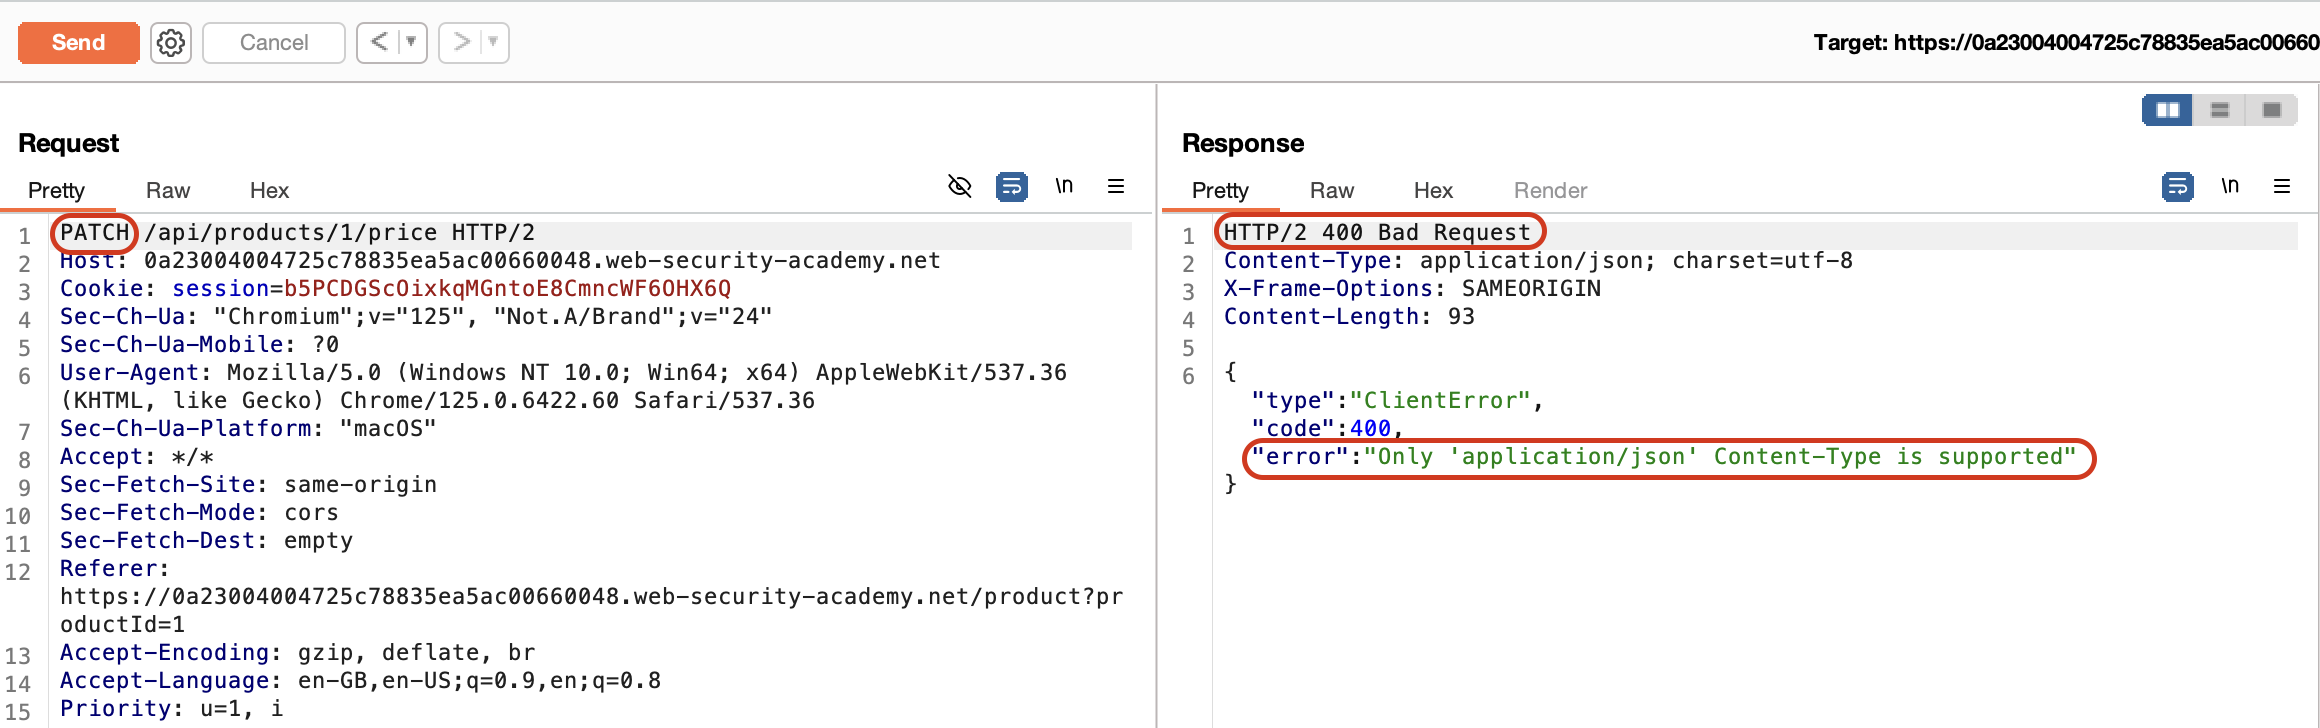 Send
Cancel
< ▼
> ▼
Target: https://0a23004004725c78835ea5ac00660
Request
Pretty Raw Hex
\n
1 PATCH /api/products/1/price HTTP/2
2 Host: 0a23004004725c78835ea5ac00660048.web-security-academy.net
3 Cookie: session=b5PCDGScOixkqMGntoE8CmncWF6OHX6Q
4 Sec-Ch-Ua: "Chromium";v="125", "Not.A/Brand";v="24"
5 Sec-Ch-Ua-Mobile: ?0
6 User-Agent: Mozilla/5.0 (Windows NT 10.0; Win64; x64) AppleWebKit/537.36
(KHTML, like Gecko) Chrome/125.0.6422.60 Safari/537.36
7 Sec-Ch-Ua-Platform: "macOS"
8 Accept: */*
9 Sec-Fetch-Site: same-origin
10 Sec-Fetch-Mode: cors
11 Sec-Fetch-Dest: empty
12 Referer:
https://0a23004004725c78835ea5ac00660048.web-security-academy.net/product?pr
oductId=1
13 Accept-Encoding: gzip, deflate, br
14 Accept-Language: en-GB,en-US;q=0.9,en;q=0.8
15 Priority: u=1, i
Response
Pretty Raw Hex Render
\n
1 HTTP/2 400 Bad Request
2 Content-Type: application/json; charset=utf-8
3 X-Frame-Options: SAMEORIGIN
4 Content-Length: 93
5
6 {
"type":"ClientError",
"code":400,
"error":"Only 'application/json' Content-Type is supported"
}